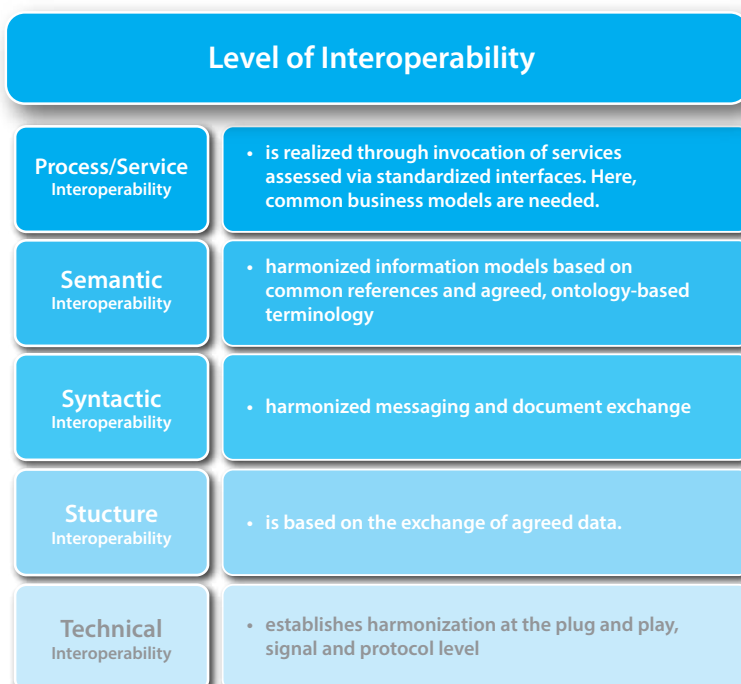 Level of Interoperability
Process/Service
Interoperability
• is realized through invocation of services
assessed via standardized interfaces. Here,
common business models are needed.
Semantic
Interoperability
• harmonized information models based on
common references and agreed, ontology-based
terminology
Syntactic
Interoperability
• harmonized messaging and document exchange
Stucture
Interoperability
• is based on the exchange of agreed data.
Technical
Interoperability
• establishes harmonization at the plug and play,
signal and protocol level